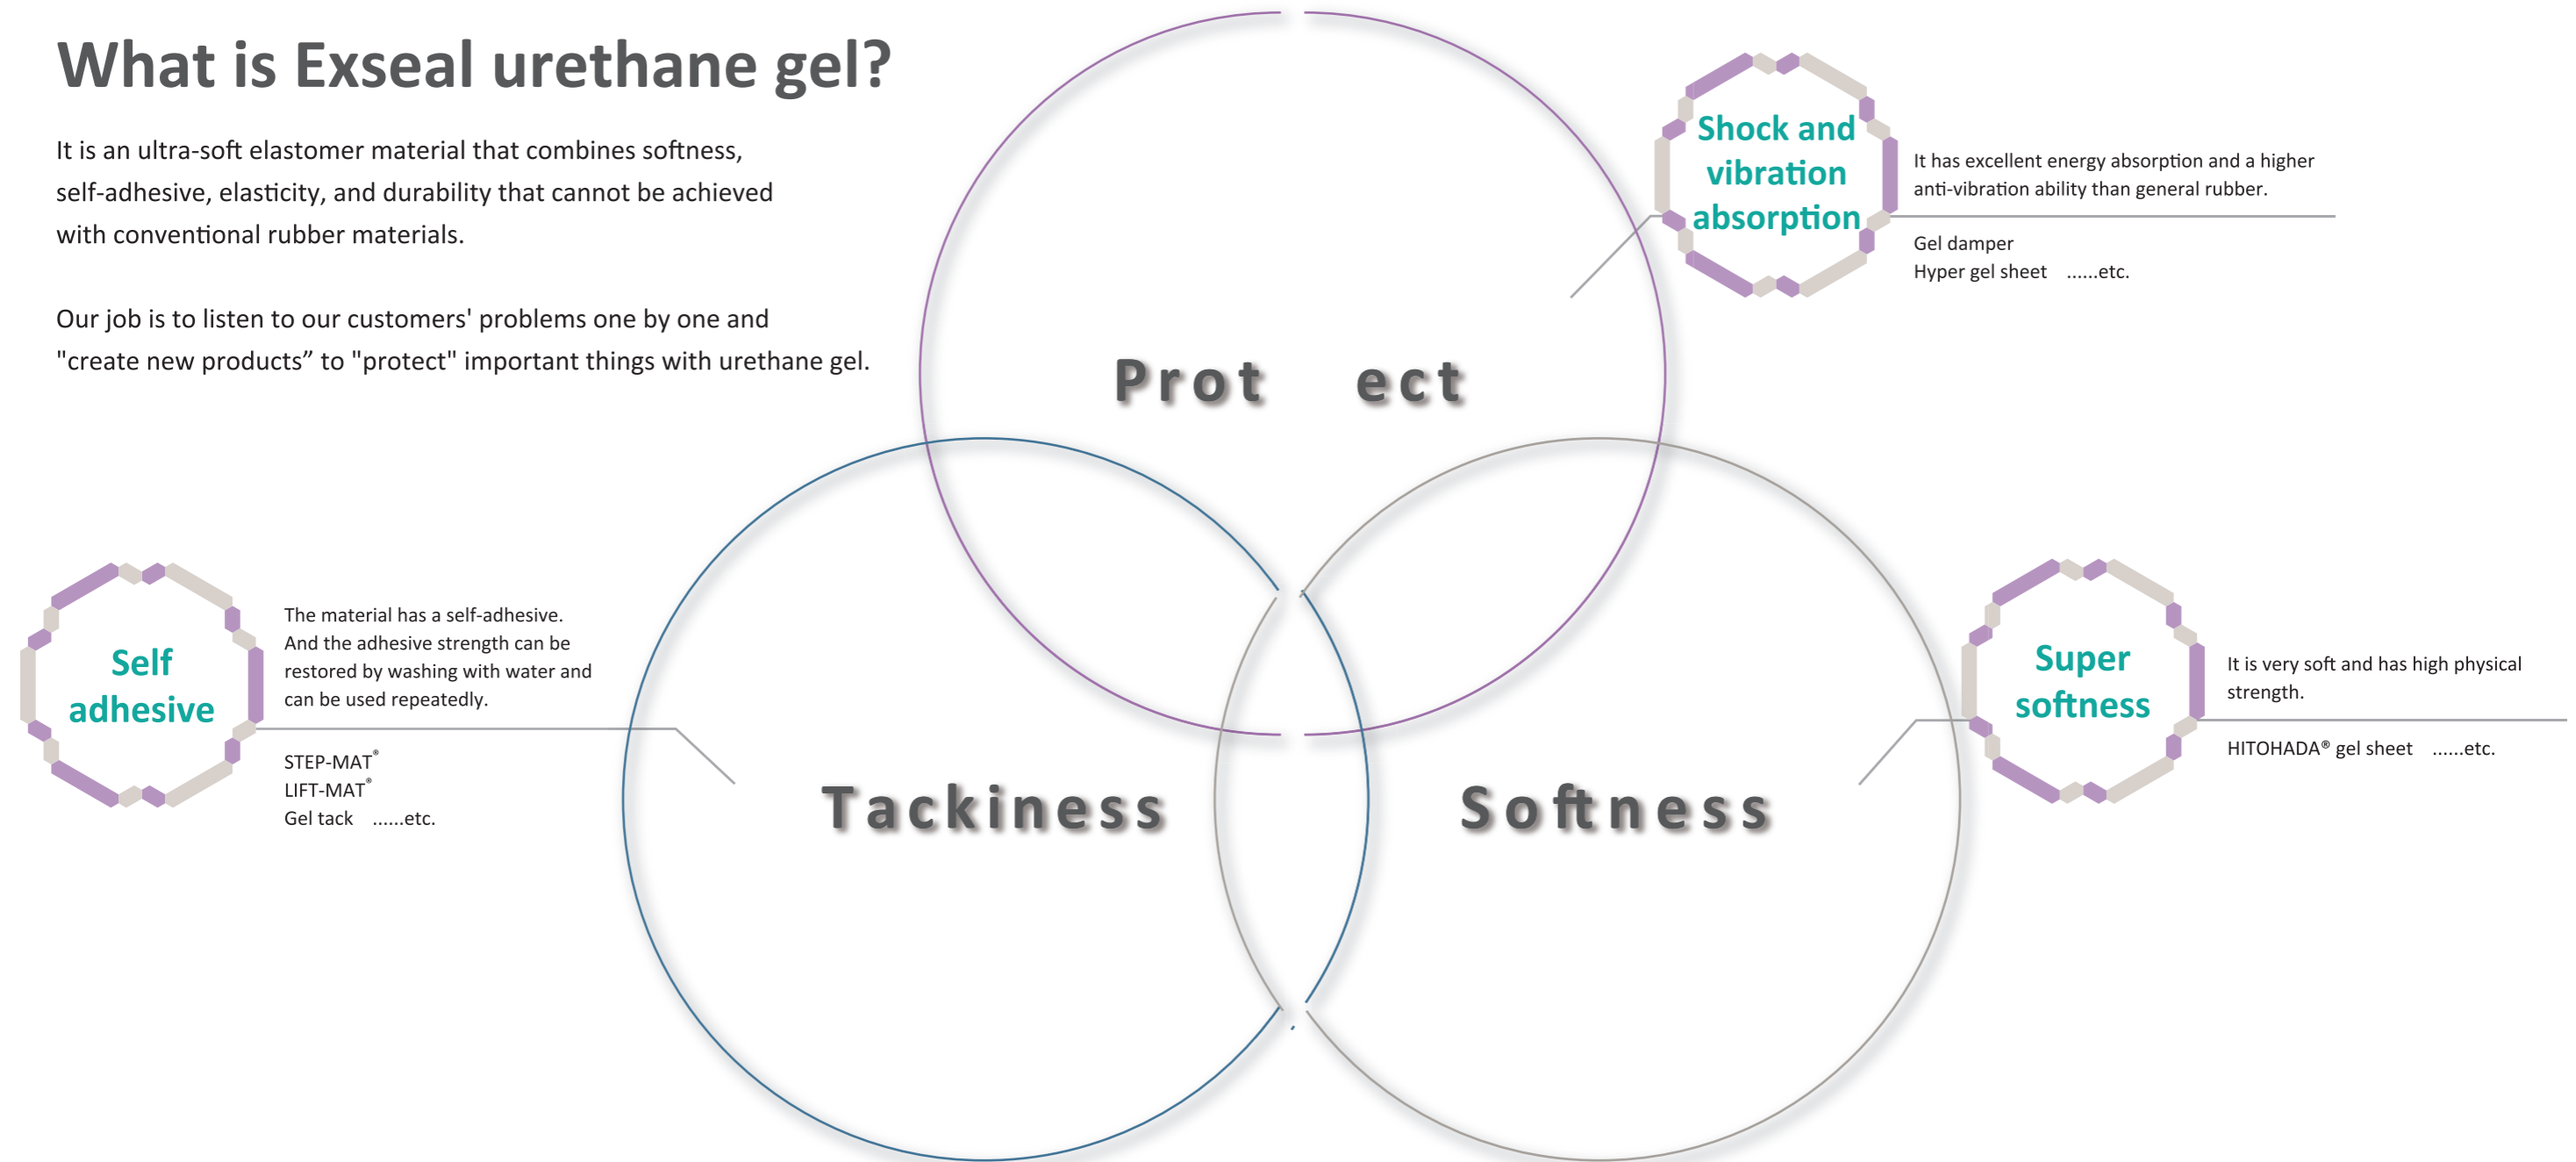 What is Exseal urethane gel?
It is an ultra-soft elastomer material that combines softness,
self-adhesive, elasticity, and durability that cannot be achieved
with conventional rubber materials.
Our job is to listen to our customers' problems one by one and
"create new products” to "protect" important things with urethane gel.
Shock and
vibration
absorption
It has excellent energy absorption and a higher
anti-vibration ability than general rubber.
Gel damper
Hyper gel sheet ......etc.
Prot ect
Self
adhesive
The material has a self-adhesive.
And the adhesive strength can be
restored by washing with water and
can be used repeatedly.
STEP-MAT®
LIFT-MAT®
Gel tack ......etc.
Tackiness
Softness
Super
softness
It is very soft and has high physical
strength.
HITOHADA® gel sheet ......etc.